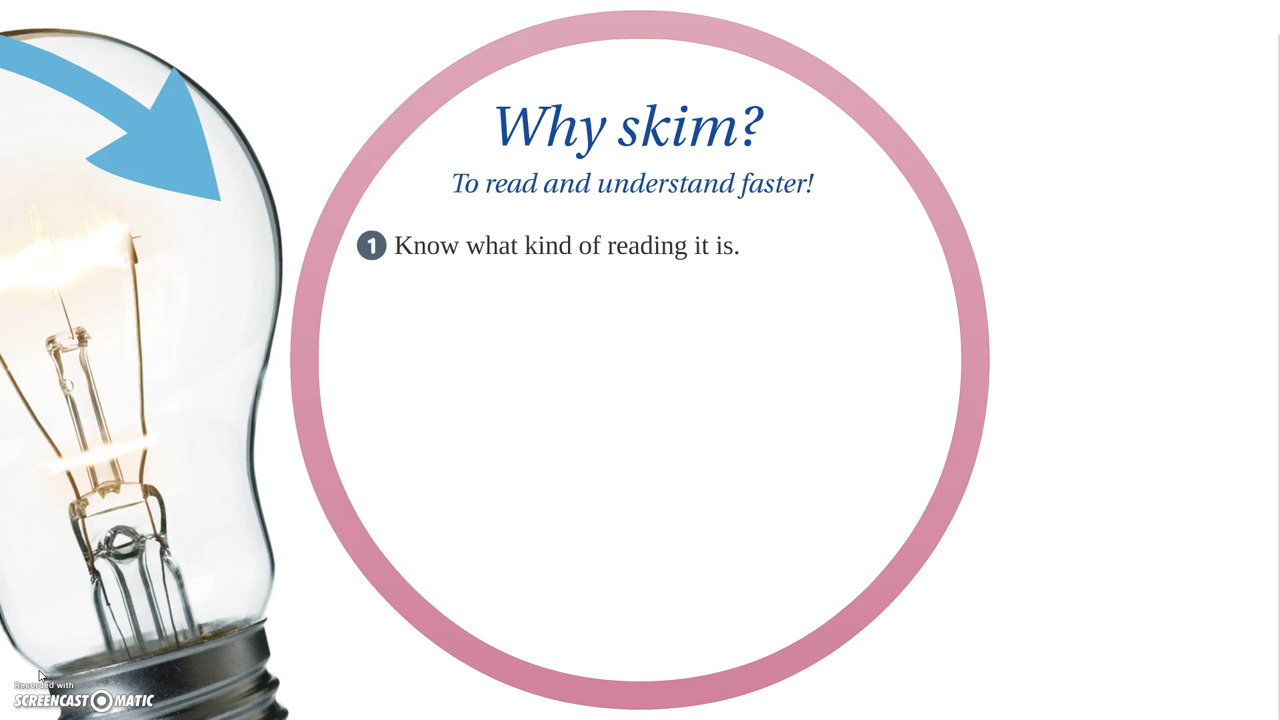 Why skim?
To read and understand faster!
1 Know what kind of reading it is.
Recorded with
SCREENCAST MATIC